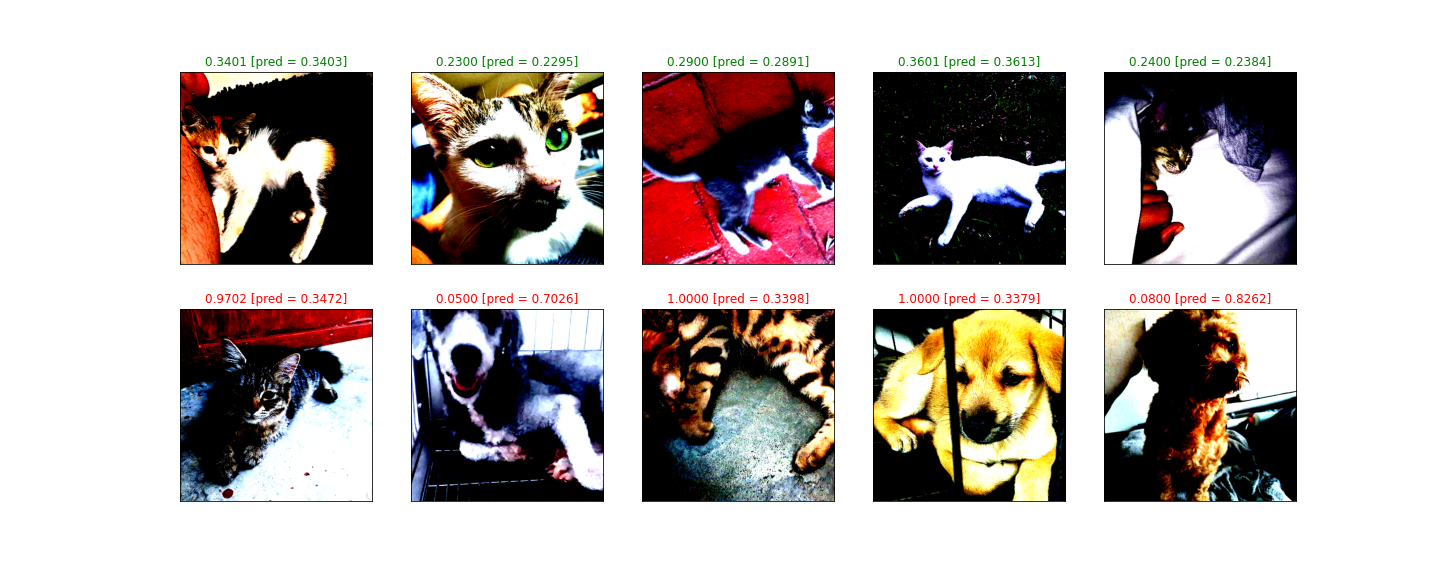 0.3401 [pred = 0.3403]
0.2300 [pred = 0.2295]
0.2900 [pred = 0.2891]
0.3601 [pred = 0.3613]
0.2400 [pred = 0.2384]
0.9702 [pred = 0.3472]
0.0500 [pred = 0.7026]
1.0000 [pred = 0.3398]
1.0000 [pred = 0.3379]
0.0800 [pred = 0.8262]